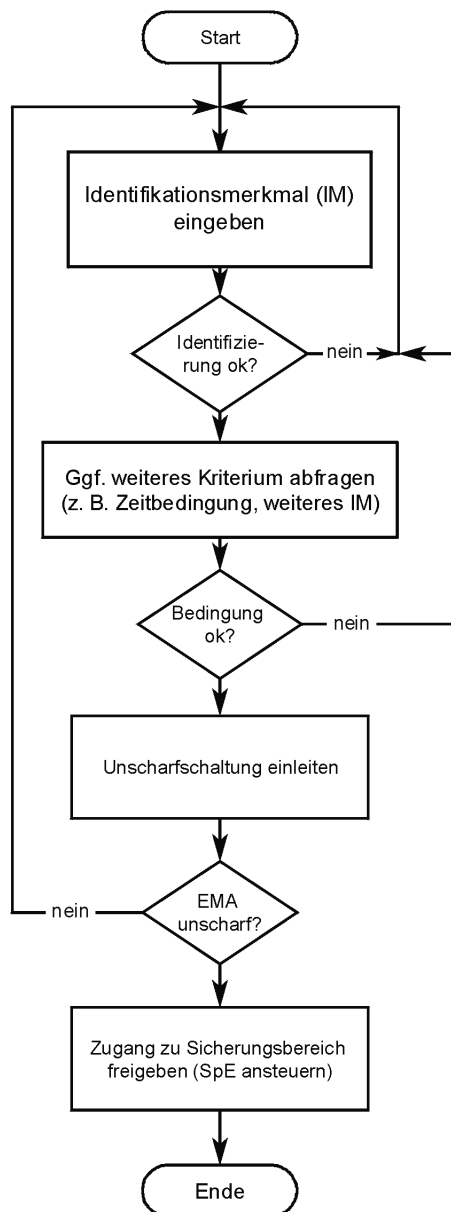 Start
Identifikationsmerkmal (IM)
eingeben
Identifizie-
rung ok?
nein
Ggf. weiteres Kriterium abfragen
(z. B. Zeitbedingung, weiteres IM)
Bedingung
ok?
nein
Unscharfschaltung einleiten
EMA
unscharf?
nein
Zugang zu Sicherungsbereich
freigeben (SpE ansteuern)
Ende